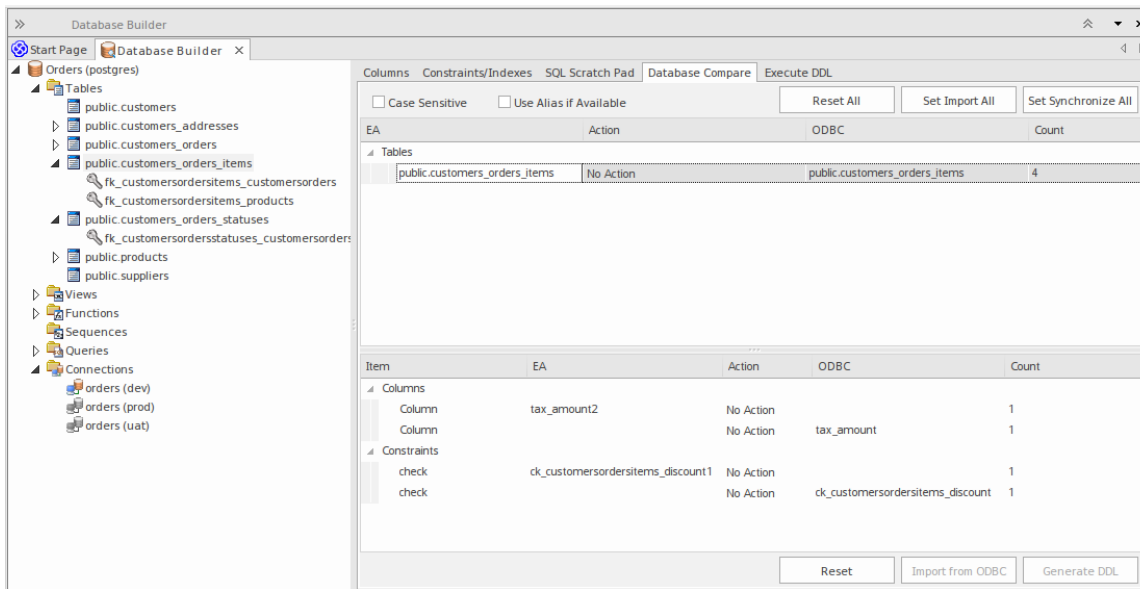 Database Builder
Start Page Database Builder
Orders (postgres)
Tables
public.customers
public.customers_addresses
public.customers_orders
public.customers_orders_items
fk_customersordersitems_customersorders
fk_customersordersitems_products
public.customers_orders_statuses
fk_customersordersstatuses_customersorders
public.products
public.suppliers
Views
Functions
Sequences
Queries
Connections
orders (dev)
orders (prod)
orders (uat)
Columns Constraints/Indexes SQL Scratch Pad Database Compare Execute DDL
Case Sensitive Use Alias if Available Reset All Set Import All Set Synchronize All
EA Action ODBC Count
Tables
public.customers_orders_items No Action public.customers_orders_items 4
Item EA Action ODBC Count
Columns
Column tax_amount2 No Action 1
Column No Action tax_amount 1
Constraints
check ck_customersordersitems_discount1 No Action 1
check No Action ck_customersordersitems_discount 1
Reset Import from ODBC Generate DDL